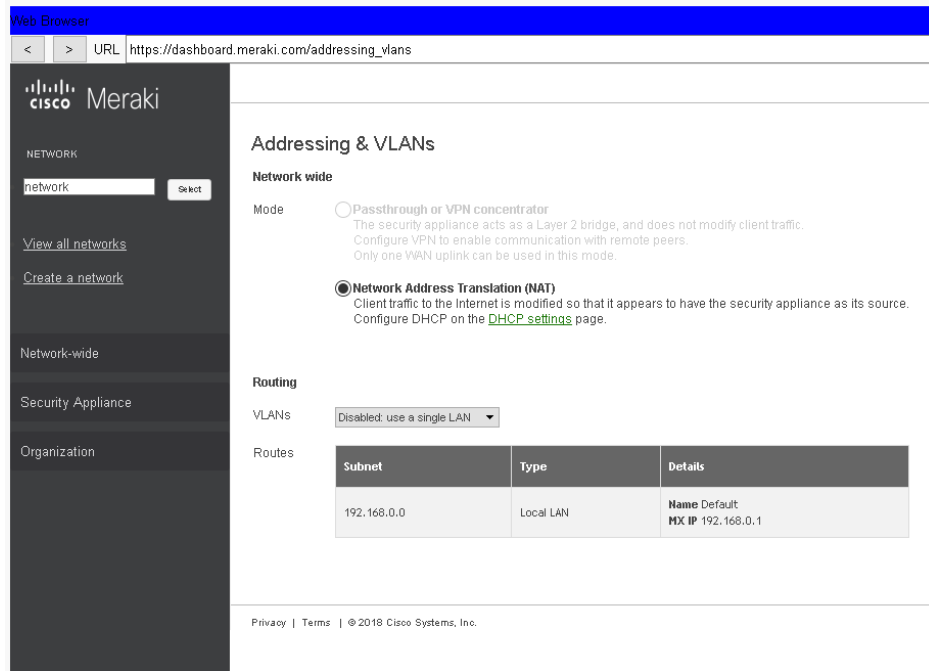 Web Browser
< > URL https://dashboard.meraki.com/addressing_vlans
cisco Meraki
NETWORK
network Select
View all networks
Create a network
Network-wide
Security Appliance
Organization
Addressing & VLANs
Network wide
Mode
Passthrough or VPN concentrator
The security appliance acts as a Layer 2 bridge, and does not modify client traffic.
Configure VPN to enable communication with remote peers.
Only one WAN uplink can be used in this mode.
Network Address Translation (NAT)
Client traffic to the Internet is modified so that it appears to have the security appliance as its source.
Configure DHCP on the DHCP settings page.
Routing
VLANs Disabled: use a single LAN
Routes
Subnet Type Details
192.168.0.0 Local LAN Name Default
MX IP 192.168.0.1
Privacy | Terms | © 2018 Cisco Systems, Inc.